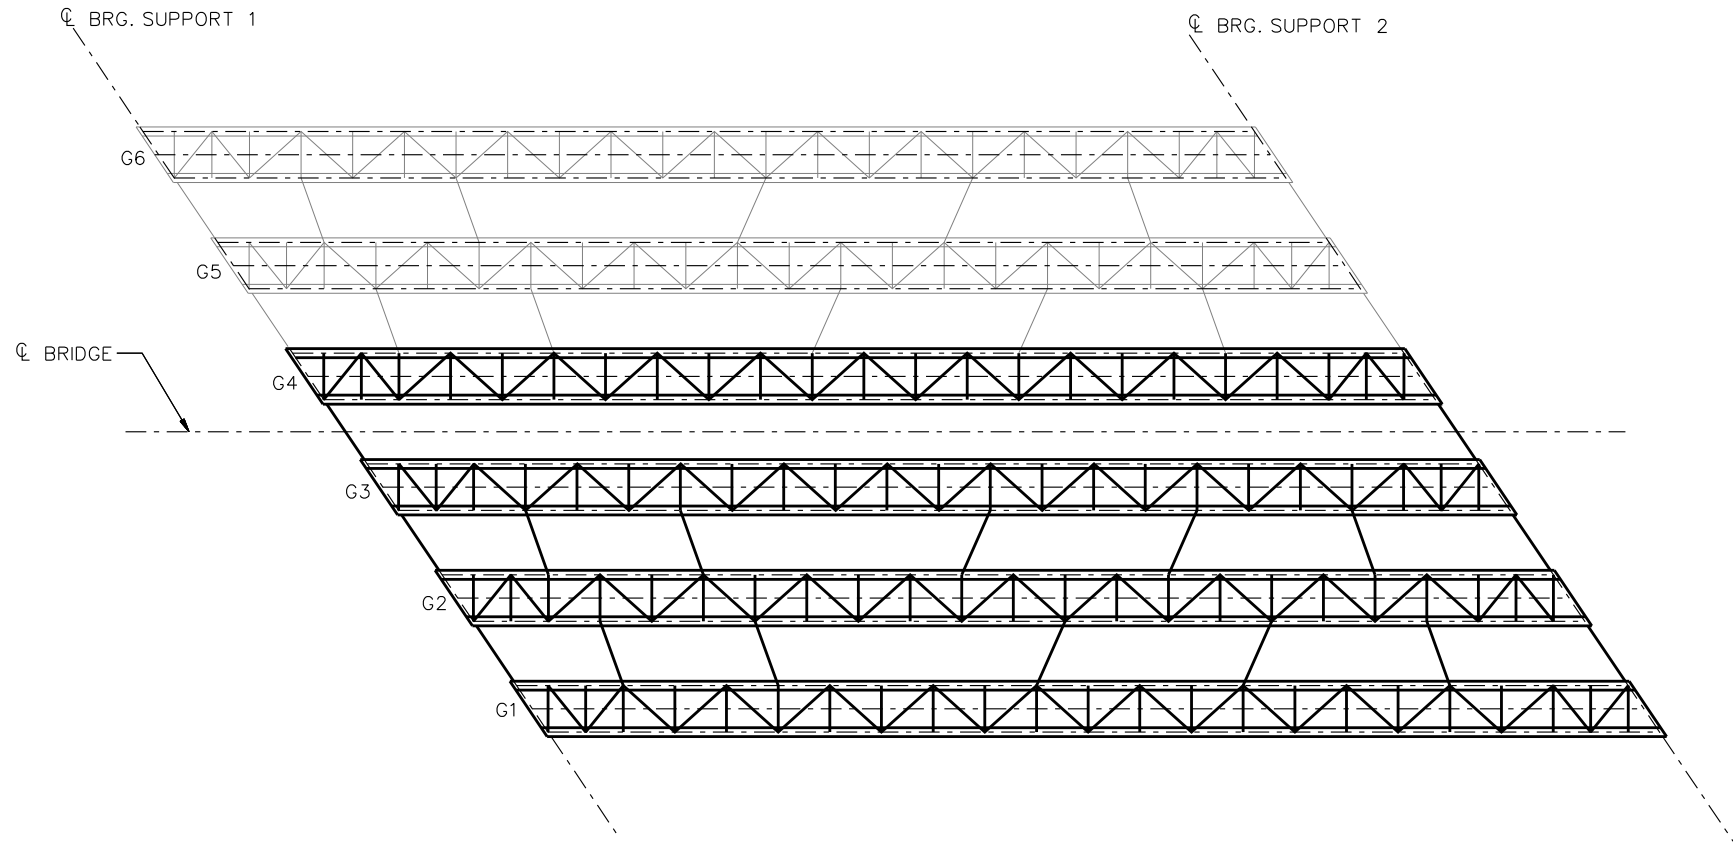 ℄ BRG. SUPPORT 1
℄ BRG. SUPPORT 2
G6
G5
℄ BRIDGE
G4
G3
G2
G1